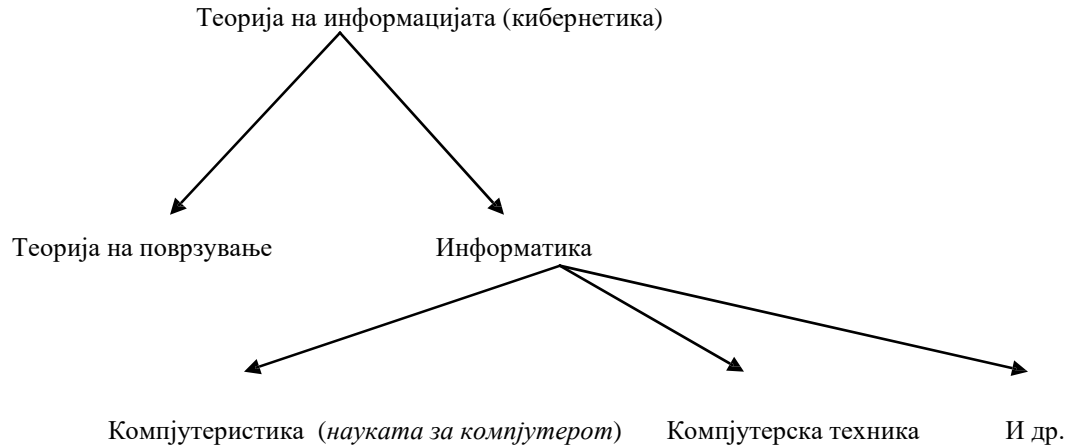 Теорија на информацијата (кибернетика)
Теорија на поврзување Информатика
Компјутеристика (науката за компјутерот) Компјутерска техника И др.